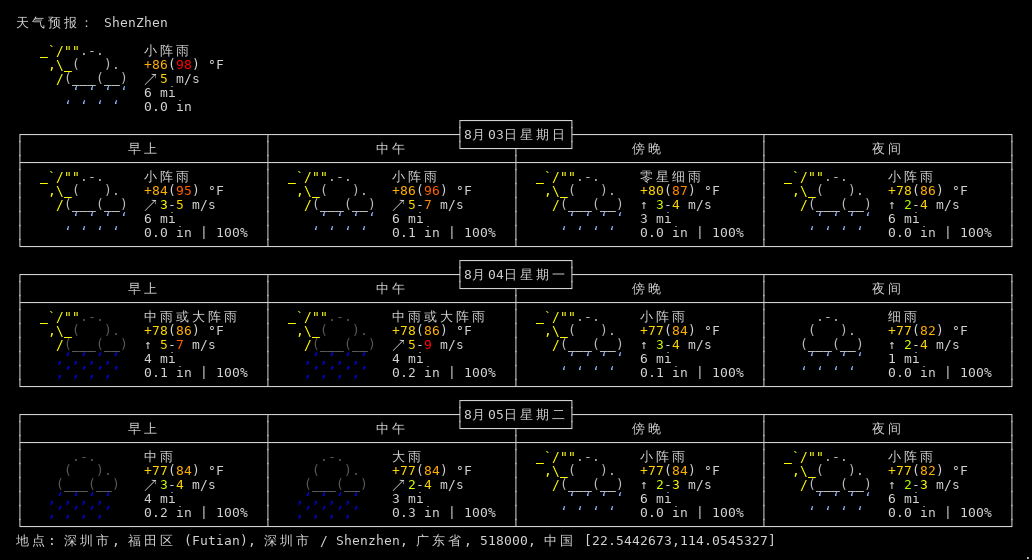 天气预报： ShenZhen
小阵雨
+86(98) °F
↗ 5 m/s
6 mi
0.0 in
8月03日星期日
早上 中午 傍晚 夜间
小阵雨 小阵雨 零星细雨 小阵雨
+84(95) °F +86(96) °F +80(87) °F +78(86) °F
↗ 3-5 m/s ↗ 5-7 m/s ↑ 3-4 m/s ↑ 2-4 m/s
6 mi 6 mi 3 mi 6 mi
0.0 in | 100% 0.1 in | 100% 0.0 in | 100% 0.0 in | 100%
8月04日星期一
早上 中午 傍晚 夜间
中雨或大阵雨 中雨或大阵雨 小阵雨 细雨
+78(86) °F +78(86) °F +77(84) °F +77(82) °F
↑ 5-7 m/s ↗ 5-9 m/s ↑ 3-4 m/s ↑ 2-4 m/s
4 mi 4 mi 6 mi 1 mi
0.1 in | 100% 0.2 in | 100% 0.1 in | 100% 0.0 in | 100%
8月05日星期二
早上 中午 傍晚 夜间
中雨 大雨 小阵雨 小阵雨
+77(84) °F +77(84) °F +77(84) °F +77(82) °F
↗ 3-4 m/s ↗ 2-4 m/s ↑ 2-3 m/s ↑ 2-3 m/s
4 mi 3 mi 6 mi 6 mi
0.2 in | 100% 0.3 in | 100% 0.0 in | 100% 0.0 in | 100%
地点: 深圳市, 福田区 (Futian), 深圳市 / Shenzhen, 广东省, 518000, 中国 [22.5442673,114.0545327]